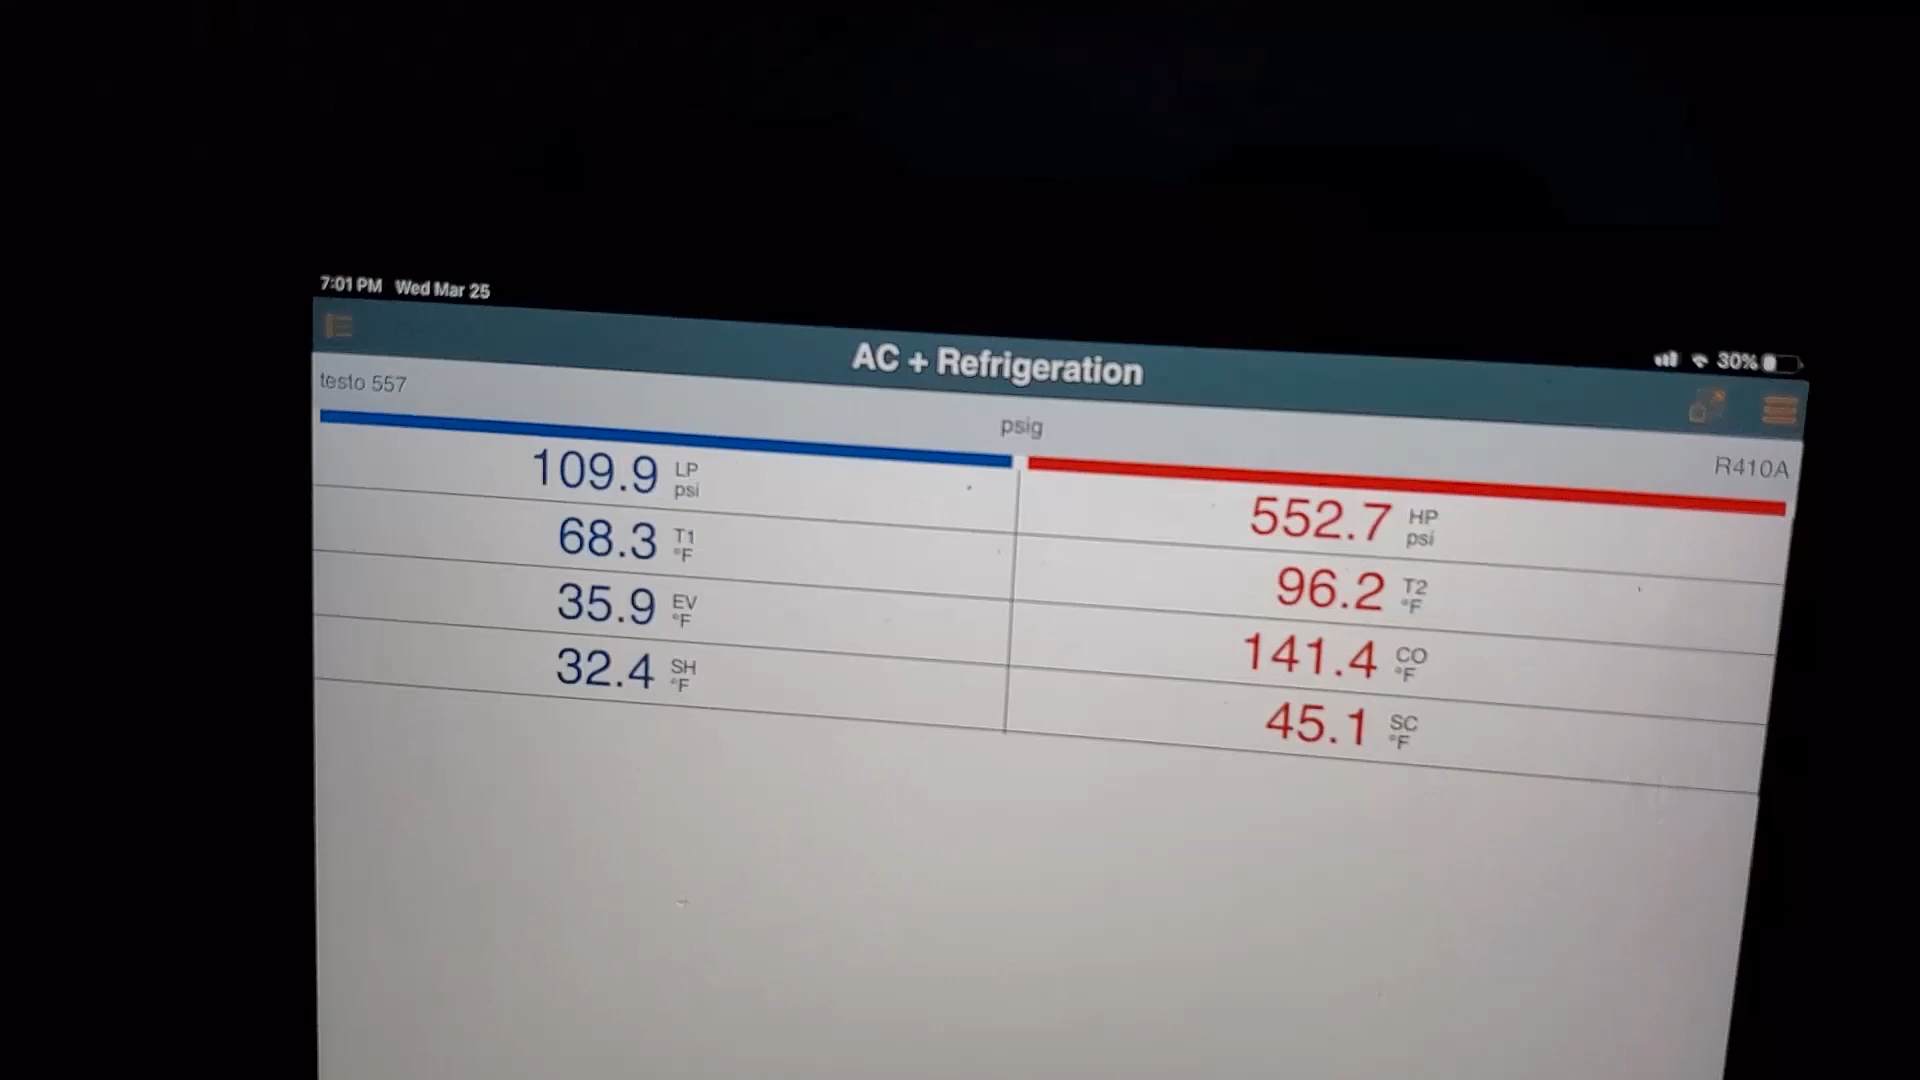 7:01 PM Wed Mar 25
30%
AC + Refrigeration
testo 557
psig
R410A
109.9 LP psi
552.7 HP psi
68.3 T1 °F
96.2 T2 °F
35.9 EV °F
141.4 CO °F
32.4 SH °F
45.1 SC °F